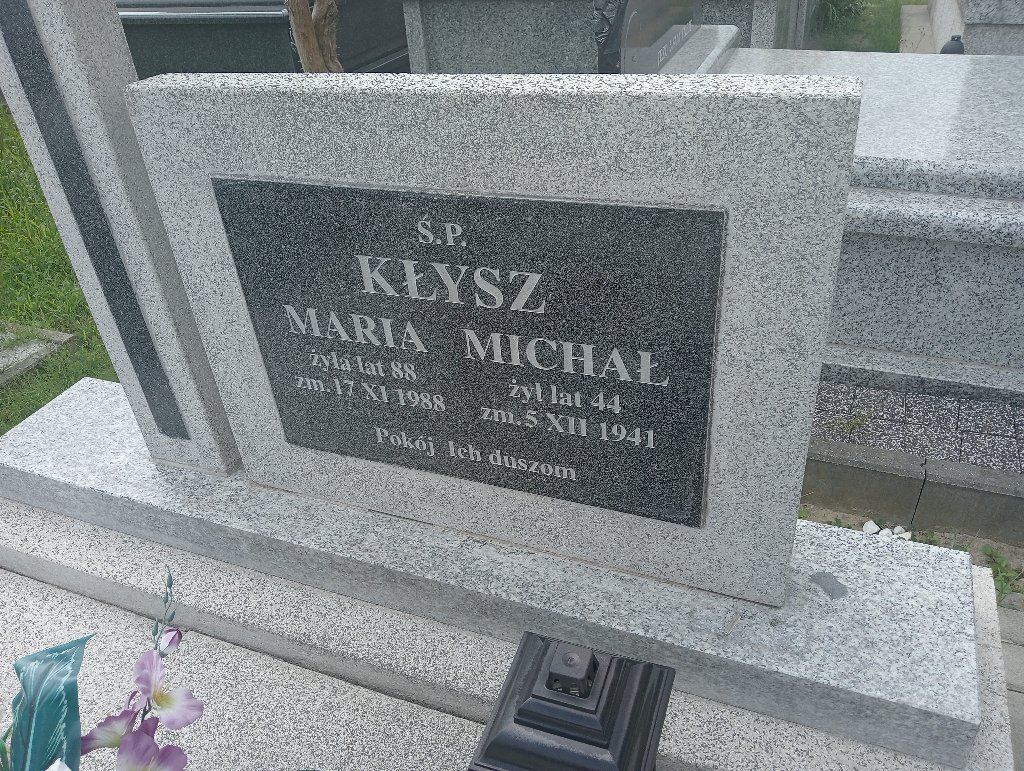 Ś.P.
KŁYSZ
MARIA MICHAŁ
żyła lat 88 żył lat 44
zm. 17 XI 1988 zm. 5 XII 1941
Pokój Ich duszom